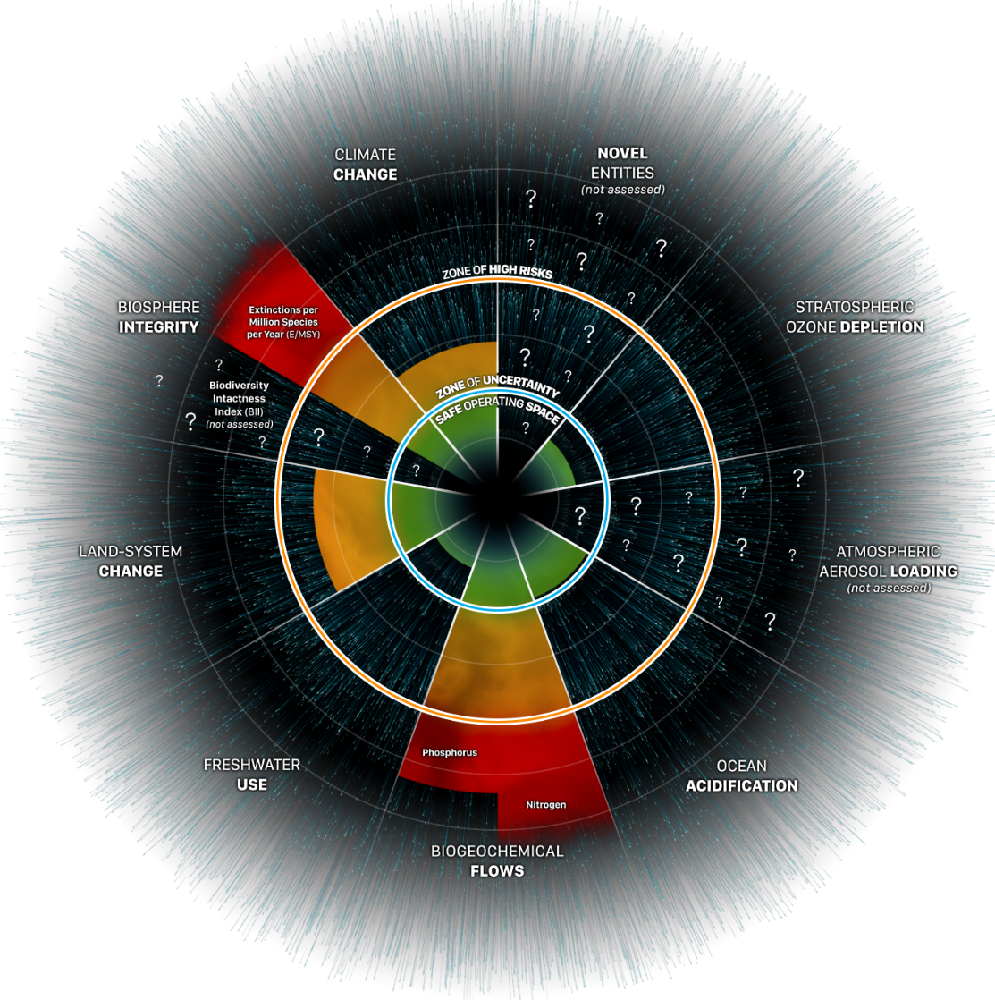 CLIMATE
CHANGE
NOVEL
ENTITIES
(not assessed)
?
?
?
?
?
ZONE OF HIGH RISKS
?
?
?
?
?
BIOSPHERE
INTEGRITY
Extinctions per
Million Species
per Year (E/MSY)
STRATOSPHERIC
OZONE DEPLETION
?
?
Biodiversity
Intactness
Index (BII)
(not assessed)
?
?
?
?
?
ZONE OF UNCERTAINTY
SAFE OPERATING SPACE
?
?
?
?
?
?
?
?
?
?
?
?
?
LAND-SYSTEM
CHANGE
ATMOSPHERIC
AEROSOL LOADING
(not assessed)
Phosphorus
Nitrogen
FRESHWATER
USE
OCEAN
ACIDIFICATION
BIOGEOCHEMICAL
FLOWS